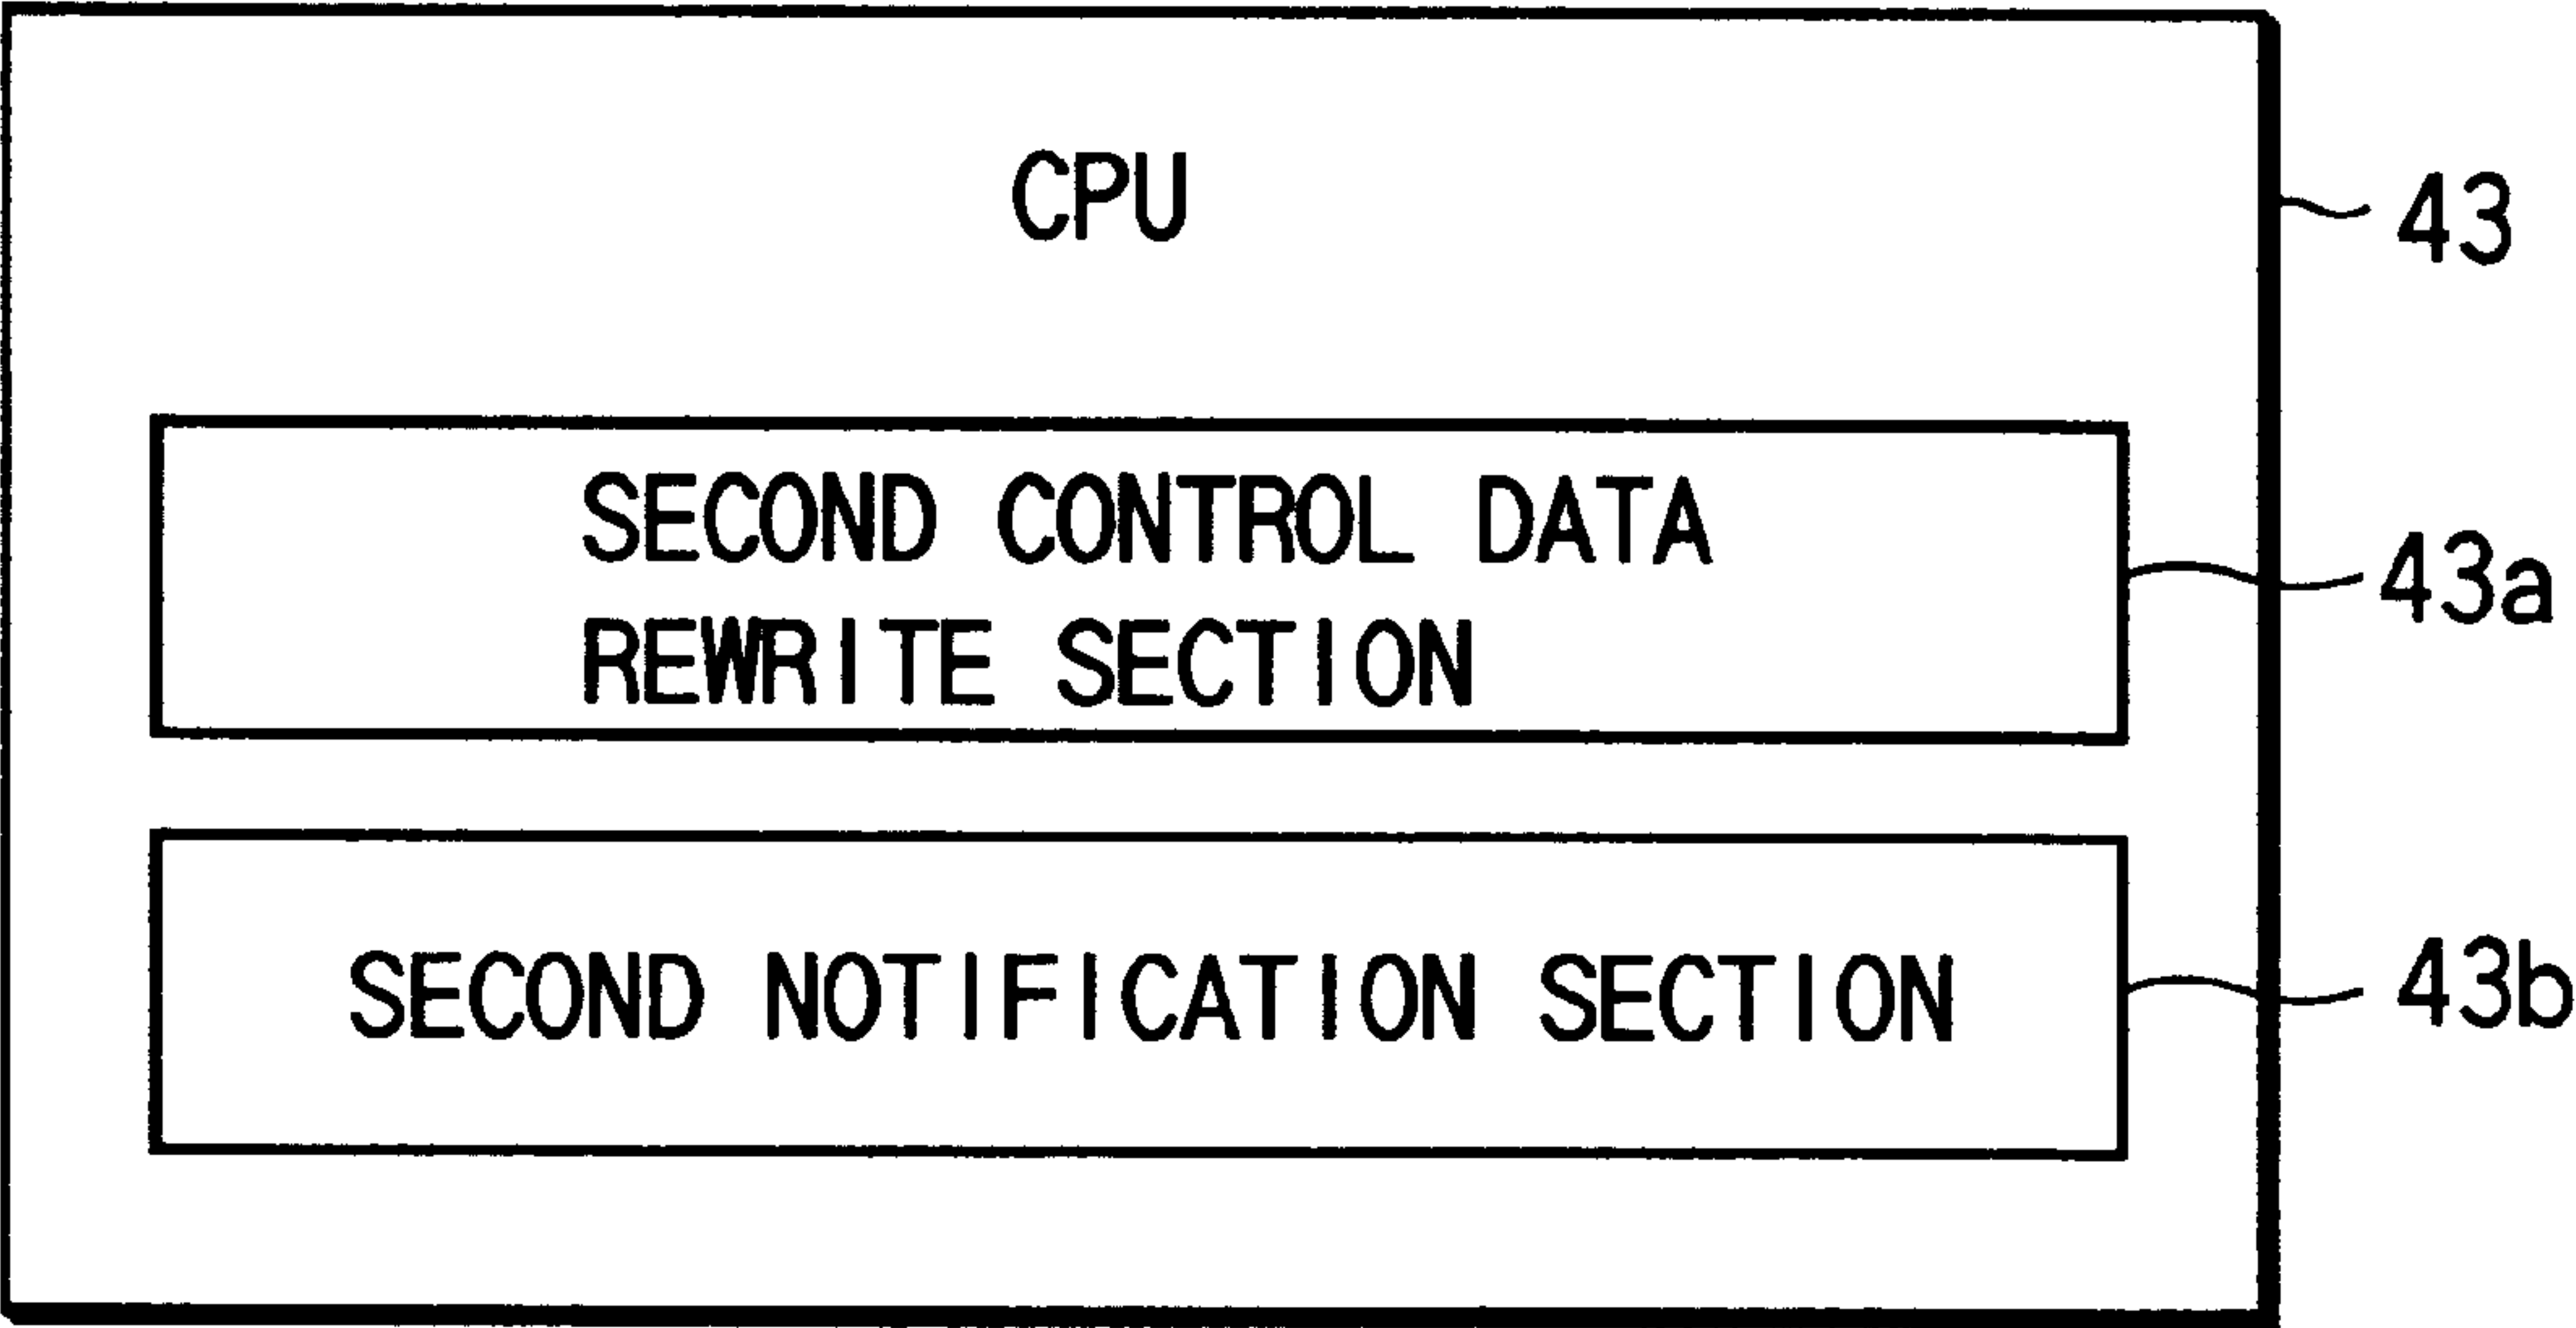 CPU
43
SECOND CONTROL DATA
REWRITE SECTION
43a
SECOND NOTIFICATION SECTION
43b